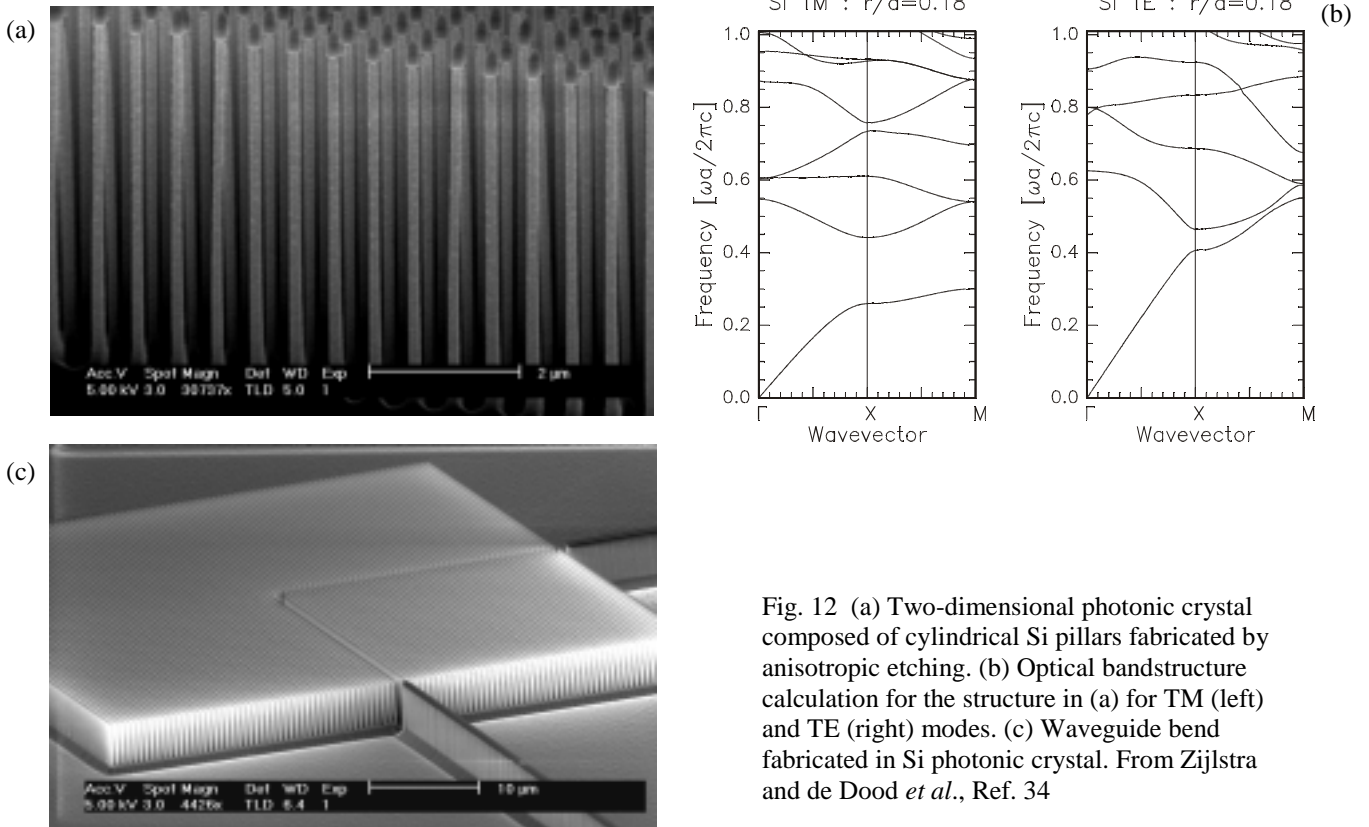 (a)
Acc.V Spot Magn Det WD Exp
5.00 kV 3.0 30737x TLD 5.0 1 2 µm
Si TM : r/a=0.18
Si TE : r/a=0.18
(b)
Frequency [ωa/2πc]
1.0
0.8
0.6
0.4
0.2
0.0
Γ X M
Wavevector
Frequency [ωa/2πc]
1.0
0.8
0.6
0.4
0.2
0.0
Γ X M
Wavevector
(c)
Acc.V Spot Magn Det WD Exp
5.00 kV 3.0 4426x TLD 6.4 1 10 µm
Fig. 12 (a) Two-dimensional photonic crystal
composed of cylindrical Si pillars fabricated by
anisotropic etching. (b) Optical bandstructure
calculation for the structure in (a) for TM (left)
and TE (right) modes. (c) Waveguide bend
fabricated in Si photonic crystal. From Zijlstra
and de Dood et al., Ref. 34